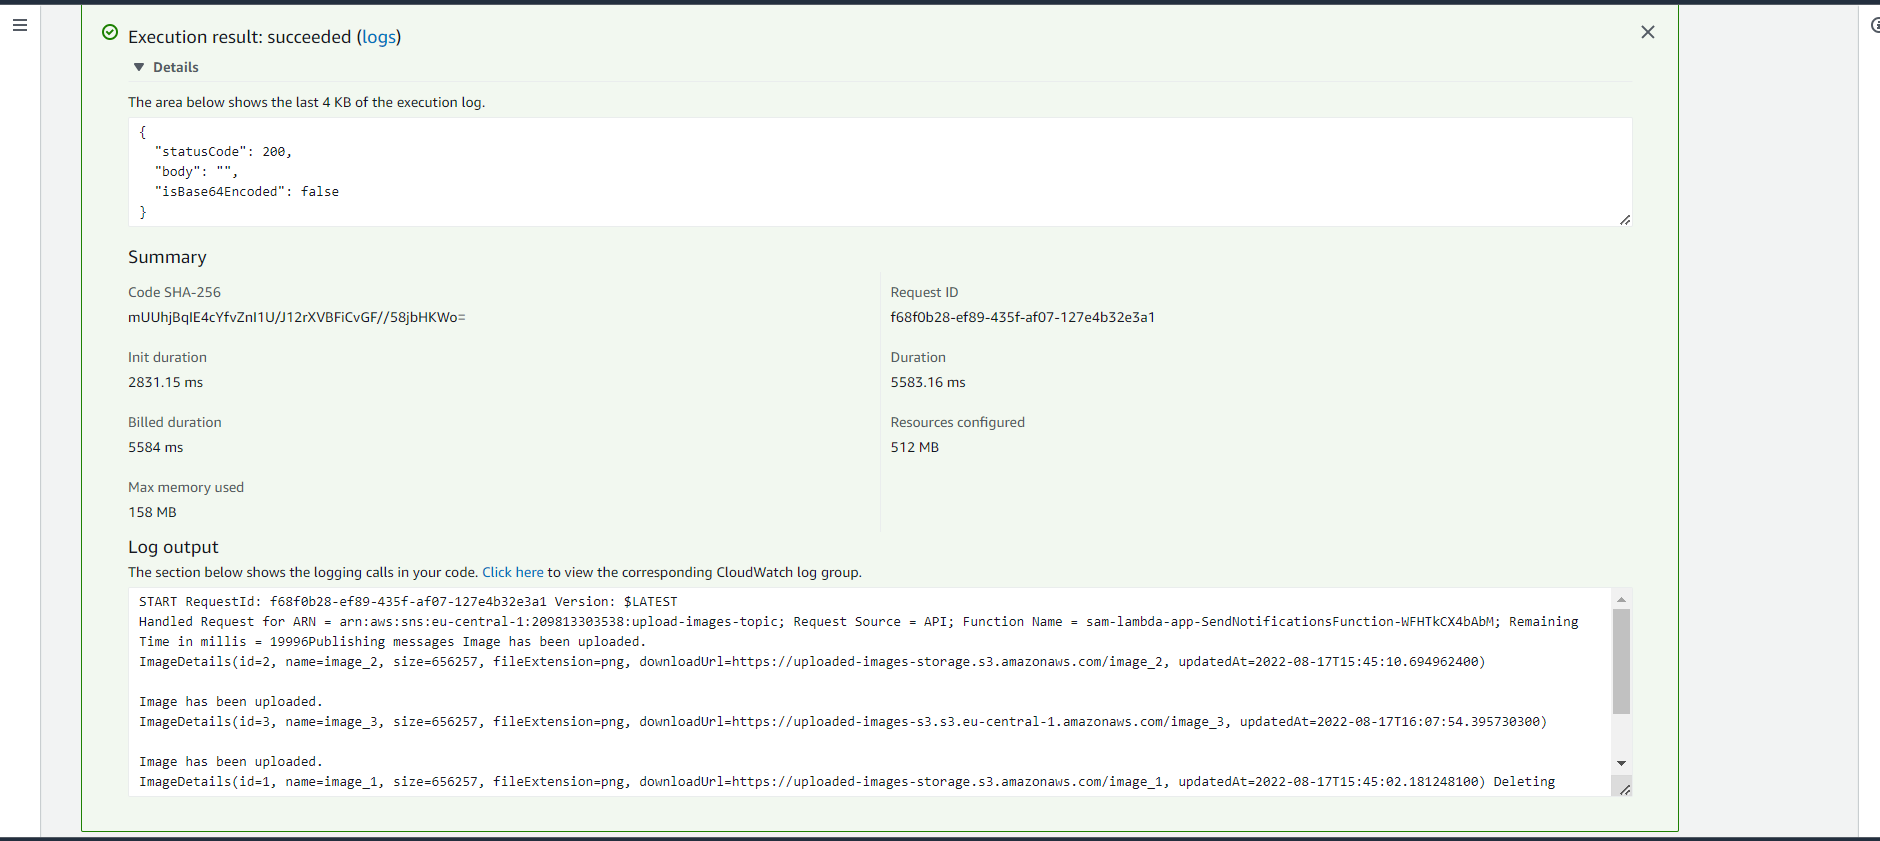 Execution result: succeeded (logs)
Details
The area below shows the last 4 KB of the execution log.
{
"statusCode": 200,
"body": "",
"isBase64Encoded": false
}
Summary
Code SHA-256
mUUhjBqIE4cYfvZnI1U/J12rXVBFiCvGF//58jbHKWo=
Request ID
f68f0b28-ef89-435f-af07-127e4b32e3a1
Init duration
2831.15 ms
Duration
5583.16 ms
Billed duration
5584 ms
Resources configured
512 MB
Max memory used
158 MB
Log output
The section below shows the logging calls in your code. Click here to view the corresponding CloudWatch log group.
START RequestId: f68f0b28-ef89-435f-af07-127e4b32e3a1 Version: $LATEST
Handled Request for ARN = arn:aws:sns:eu-central-1:209813303538:upload-images-topic; Request Source = API; Function Name = sam-lambda-app-SendNotificationsFunction-WFHTkCX4bAbM; Remaining
Time in millis = 19996Publishing messages Image has been uploaded.
ImageDetails(id=2, name=image_2, size=656257, fileExtension=png, downloadUrl=https://uploaded-images-storage.s3.amazonaws.com/image_2, updatedAt=2022-08-17T15:45:10.694962400)
Image has been uploaded.
ImageDetails(id=3, name=image_3, size=656257, fileExtension=png, downloadUrl=https://uploaded-images-s3.s3.eu-central-1.amazonaws.com/image_3, updatedAt=2022-08-17T16:07:54.395730300)
Image has been uploaded.
ImageDetails(id=1, name=image_1, size=656257, fileExtension=png, downloadUrl=https://uploaded-images-storage.s3.amazonaws.com/image_1, updatedAt=2022-08-17T15:45:02.181248100) Deleting